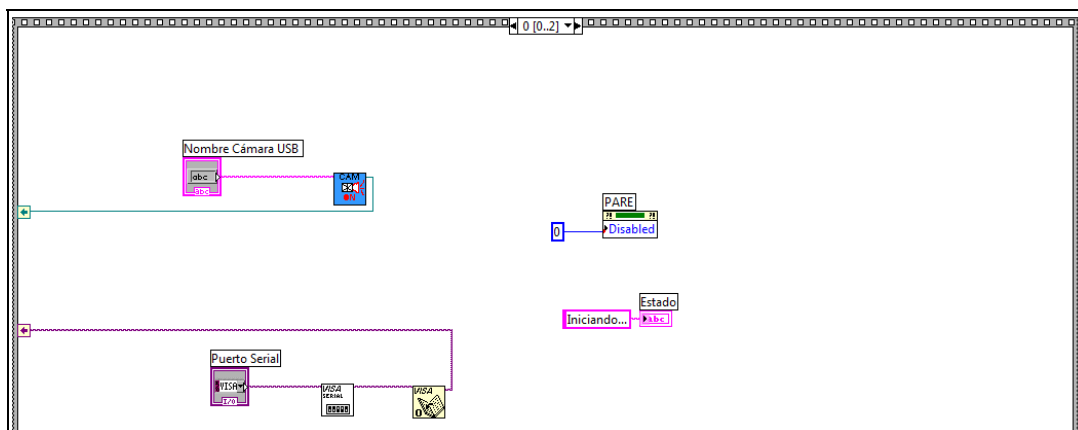 0 [0..2]
Nombre Cámara USB
abc
abc
CAM
ON
PARE
Disabled
0
Iniciando...
Estado
abc
Puerto Serial
VISA
I/O
VISA
SERIAL
VISA
0